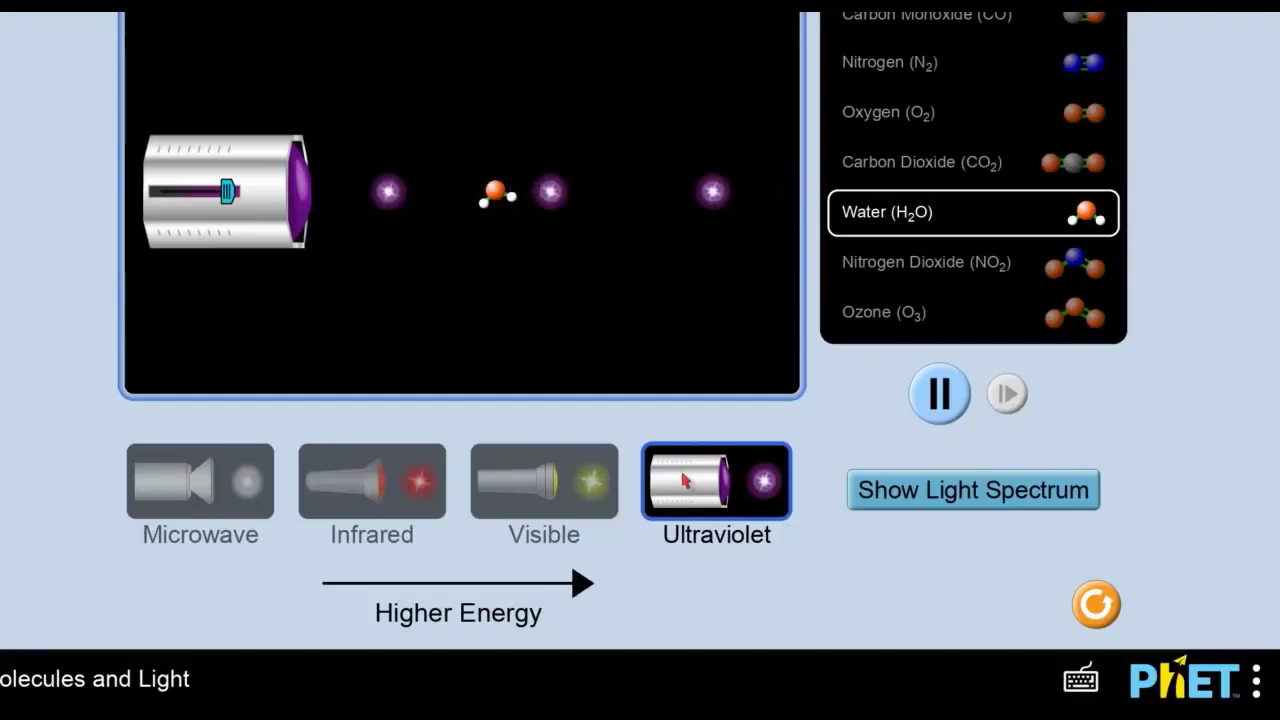 Carbon Monoxide (CO)
Nitrogen (N₂)
Oxygen (O₂)
Carbon Dioxide (CO₂)
Water (H₂O)
Nitrogen Dioxide (NO₂)
Ozone (O₃)
Show Light Spectrum
Microwave
Infrared
Visible
Ultraviolet
Higher Energy
olecules and Light
PhET